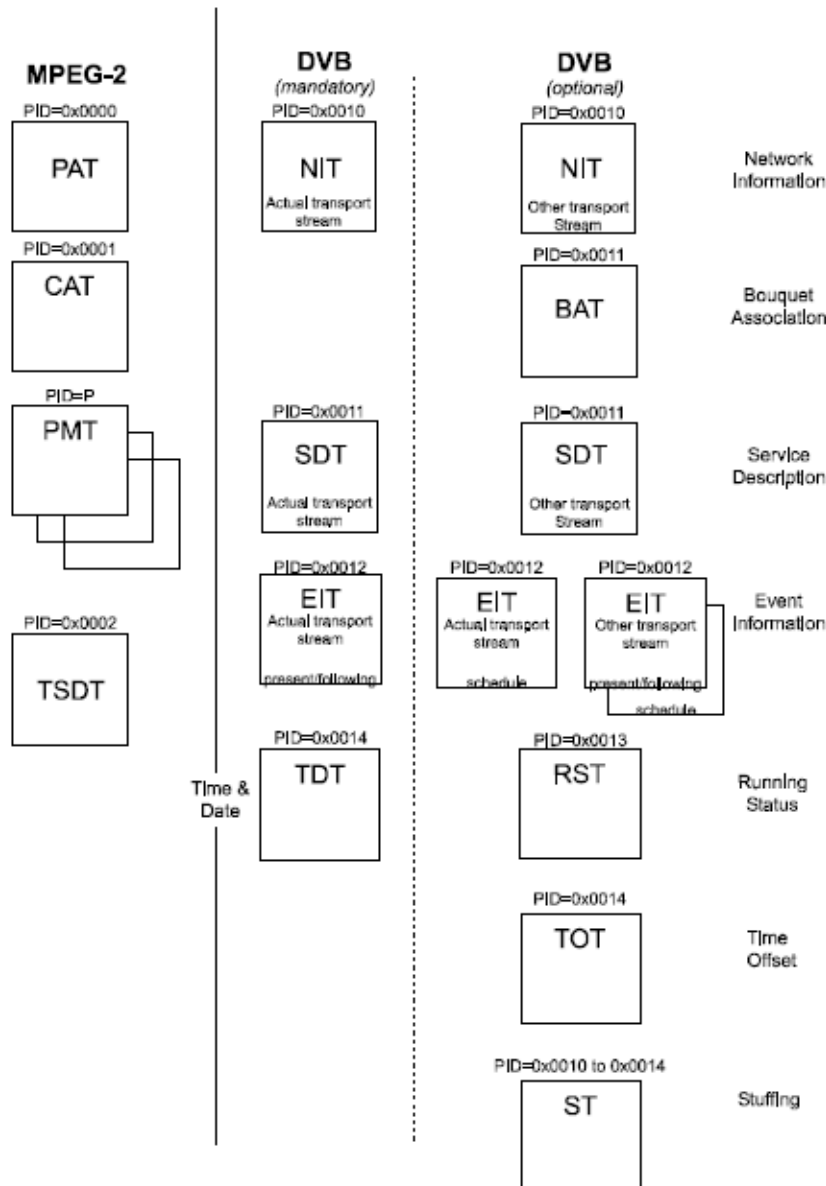 MPEG-2
DVB
(mandatory)
DVB
(optional)
PID=0x0000
PAT
PID=0x0010
NIT
Actual transport
stream
PID=0x0010
NIT
Other transport
Stream
Network
Information
PID=0x0001
CAT
PID=0x0011
BAT
Bouquet
Association
PID=P
PMT
PID=0x0011
SDT
Actual transport
stream
PID=0x0011
SDT
Other transport
Stream
Service
Description
PID=0x0012
EIT
Actual transport
stream
present/following
PID=0x0012
EIT
Actual transport
stream
schedule
PID=0x0012
EIT
Other transport
stream
present/following
schedule
Event
Information
PID=0x0002
TSDT
Time &
Date
PID=0x0014
TDT
PID=0x0013
RST
Running
Status
PID=0x0014
TOT
Time
Offset
PID=0x0010 to 0x0014
ST
Stuffing